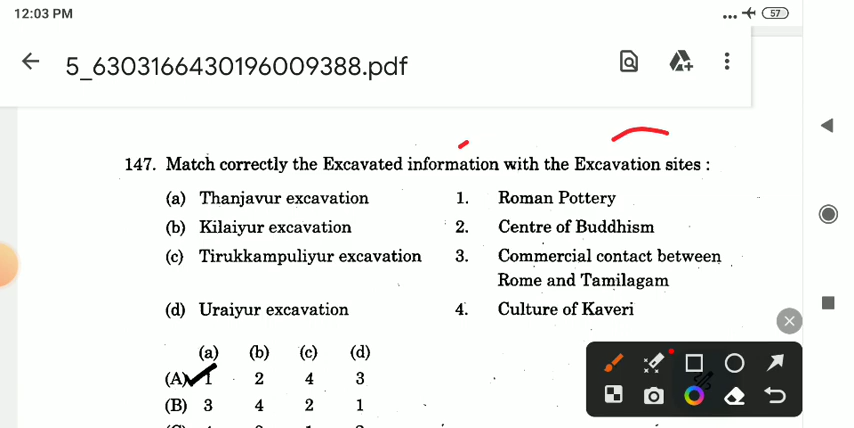 12:03 PM
57
5_6303166430196009388.pdf
147. Match correctly the Excavated information with the Excavation sites :
(a) Thanjavur excavation 1. Roman Pottery
(b) Kilaiyur excavation 2. Centre of Buddhism
(c) Tirukkampuliyur excavation 3. Commercial contact between
Rome and Tamilagam
(d) Uraiyur excavation 4. Culture of Kaveri
(a) (b) (c) (d)
(A) 1 2 4 3
(B) 3 4 2 1